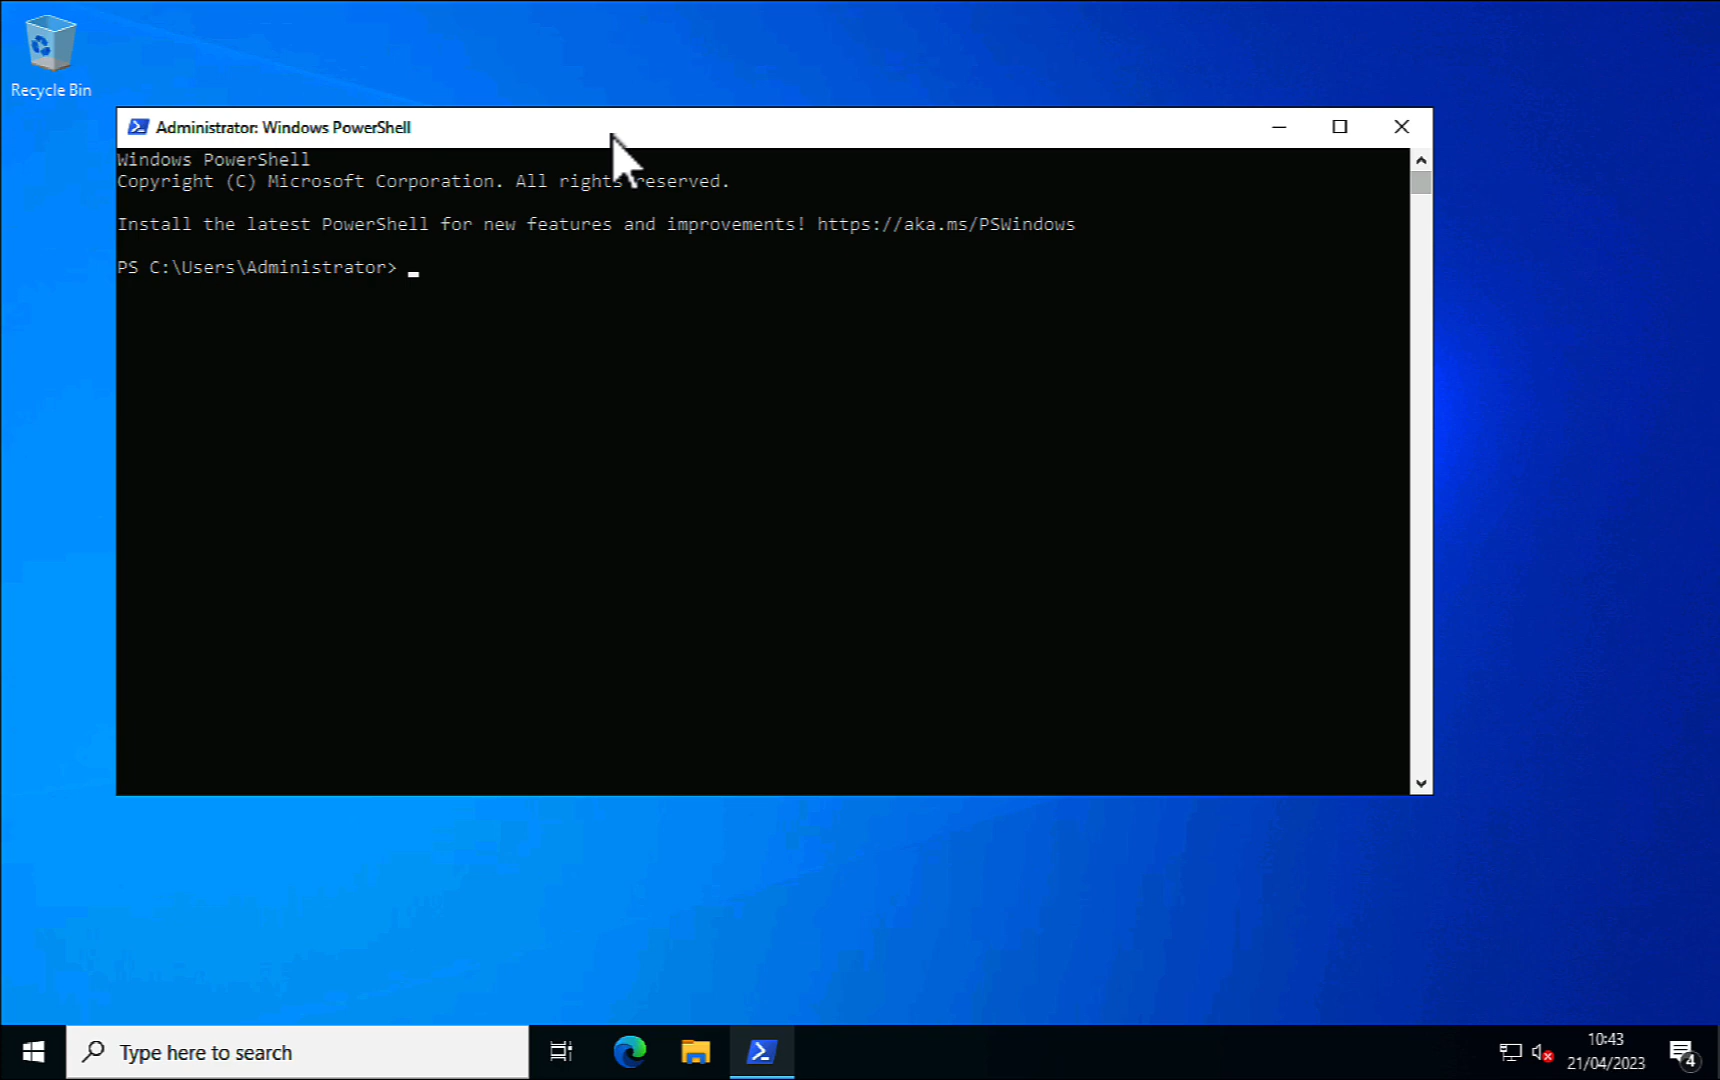 Recycle Bin
Administrator: Windows PowerShell
Windows PowerShell
Copyright (C) Microsoft Corporation. All rights reserved.
Install the latest PowerShell for new features and improvements! https://aka.ms/PSWindows
PS C:\Users\Administrator>
Type here to search
10:43
21/04/2023
4